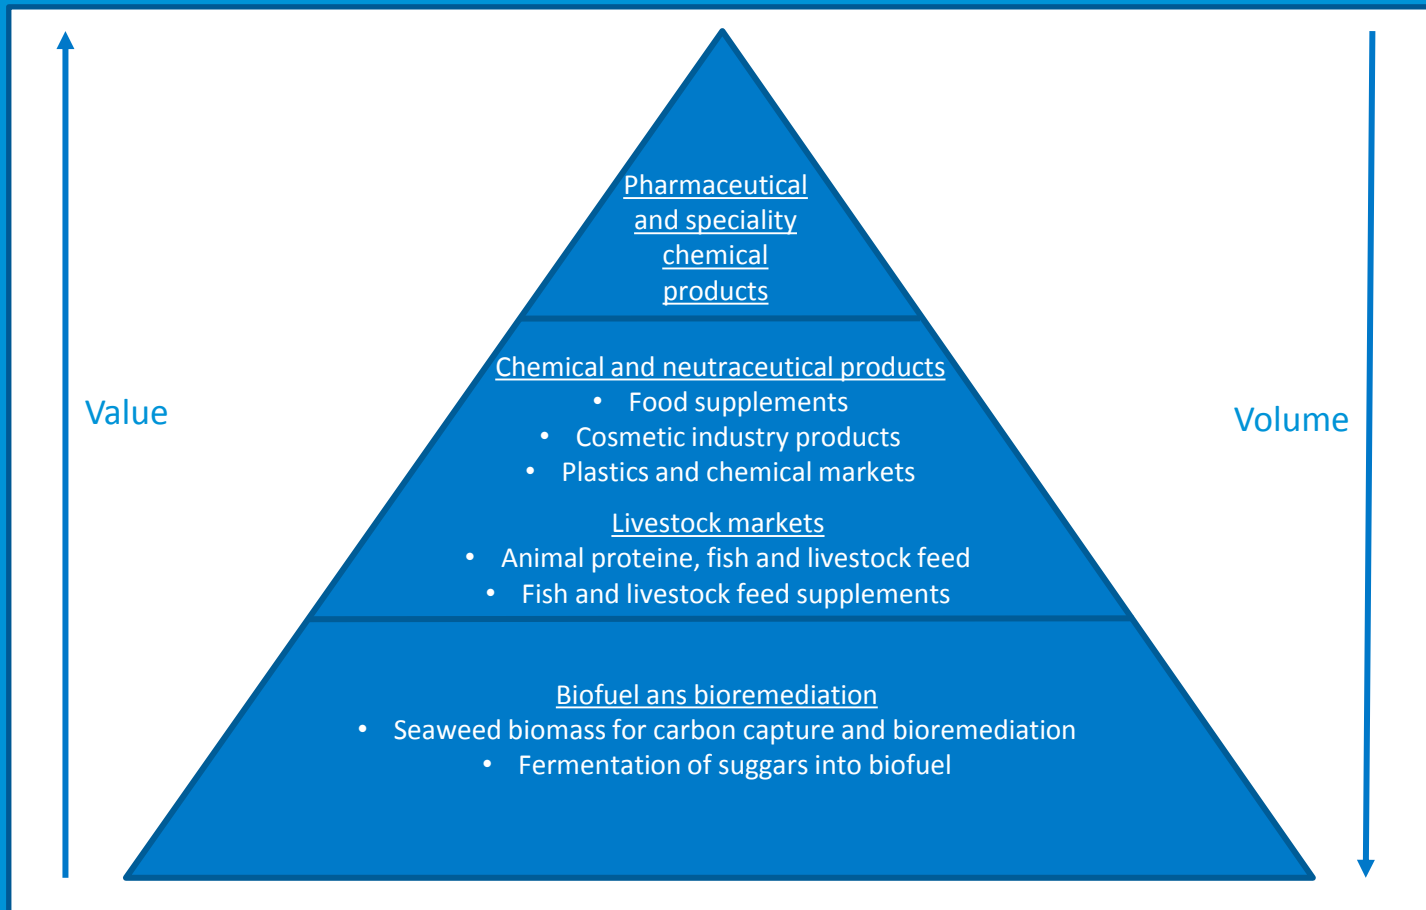 Pharmaceutical
and speciality
chemical
products
Chemical and neutraceutical products
• Food supplements
• Cosmetic industry products
• Plastics and chemical markets
Livestock markets
• Animal proteine, fish and livestock feed
• Fish and livestock feed supplements
Value
Volume
Biofuel ans bioremediation
• Seaweed biomass for carbon capture and bioremediation
• Fermentation of suggars into biofuel